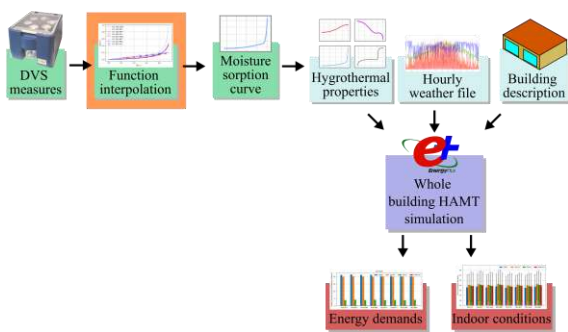 DVS
measures
Function
interpolation
Moisture
sorption
curve
Hygrothermal
properties
Hourly
weather file
Building
description
e+
EnergyPlus
Whole
building HAMT
simulation
Energy demands
Indoor conditions